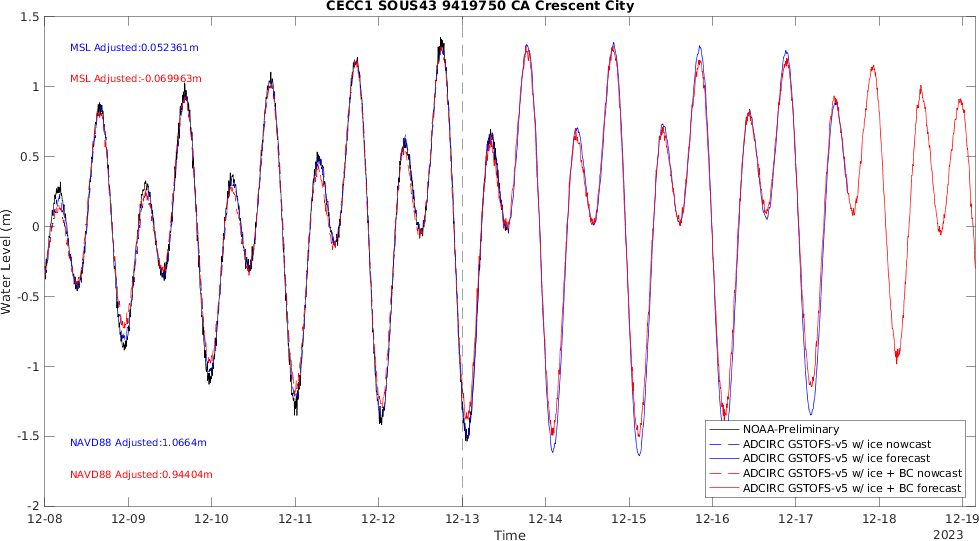 CECC1 SOUS43 9419750 CA Crescent City
1.5
MSL Adjusted:0.052361m
MSL Adjusted:-0.069963m
1
0.5
0
-0.5
-1
-1.5
-2
Water Level (m)
NAVD88 Adjusted:1.0664m
NAVD88 Adjusted:0.94404m
NOAA-Preliminary
ADCIRC GSTOFS-v5 w/ ice nowcast
ADCIRC GSTOFS-v5 w/ ice forecast
ADCIRC GSTOFS-v5 w/ ice + BC nowcast
ADCIRC GSTOFS-v5 w/ ice + BC forecast
12-08 12-09 12-10 12-11 12-12 12-13 12-14 12-15 12-16 12-17 12-18 12-19
Time
2023